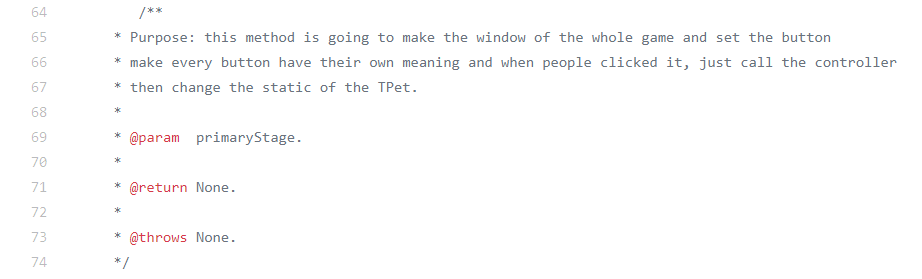 64 /**
65 * Purpose: this method is going to make the window of the whole game and set the button
66 * make every button have their own meaning and when people clicked it, just call the controller
67 * then change the static of the TPet.
68 *
69 * @param  primaryStage.
70 *
71 * @return None.
72 *
73 * @throws None.
74 */